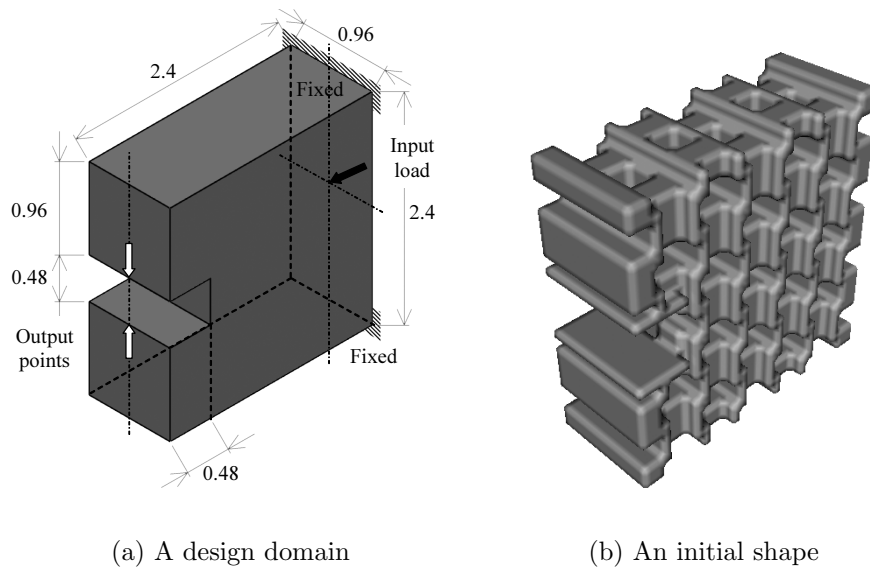 0.96
2.4
Fixed
Input
load
0.96
2.4
0.48
Output
points
Fixed
0.48
(a) A design domain
(b) An initial shape